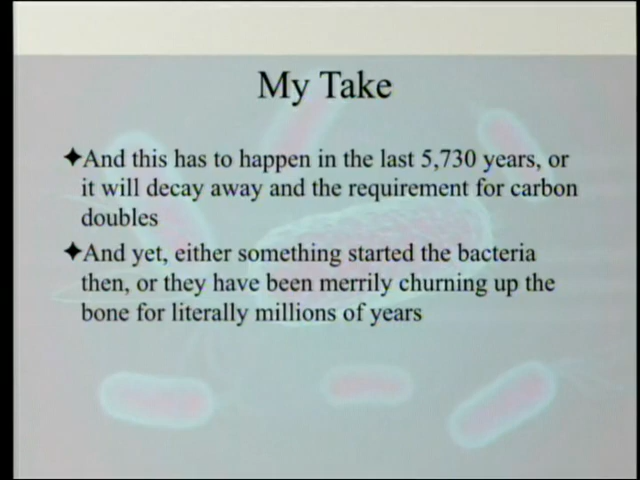 My Take
✦And this has to happen in the last 5,730 years, or
it will decay away and the requirement for carbon
doubles
✦And yet, either something started the bacteria
then, or they have been merrily churning up the
bone for literally millions of years